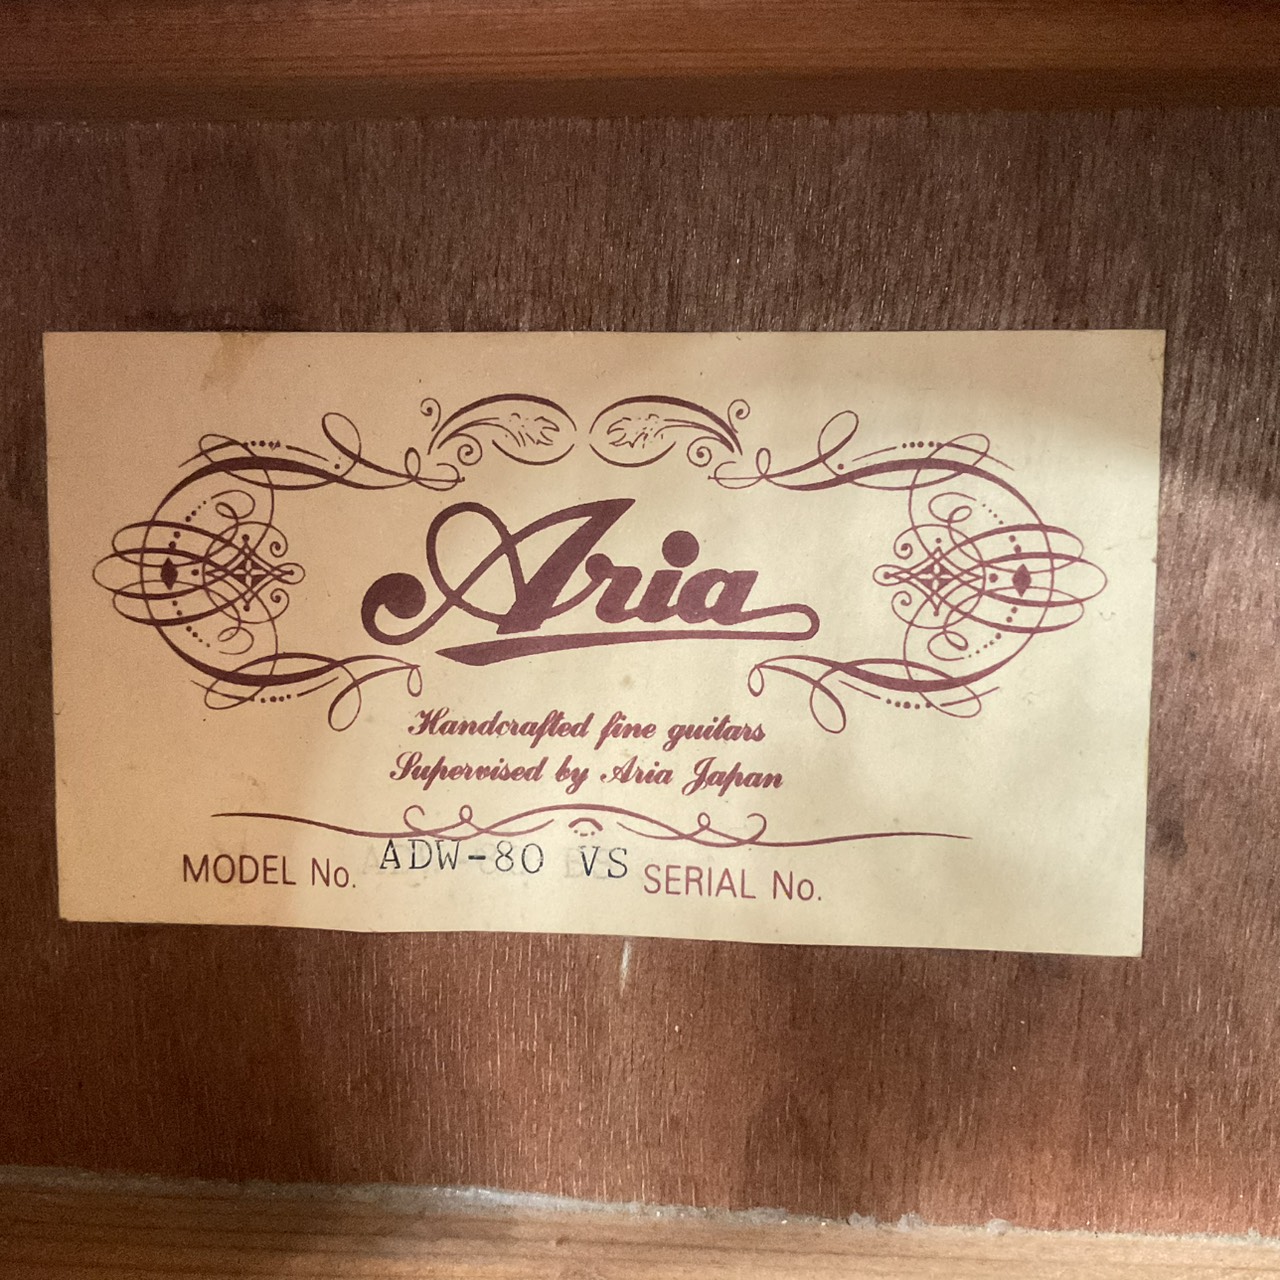 Aria
Handcrafted fine guitars
Supervised by Aria Japan
MODEL No. ADW-80 VS SERIAL No.